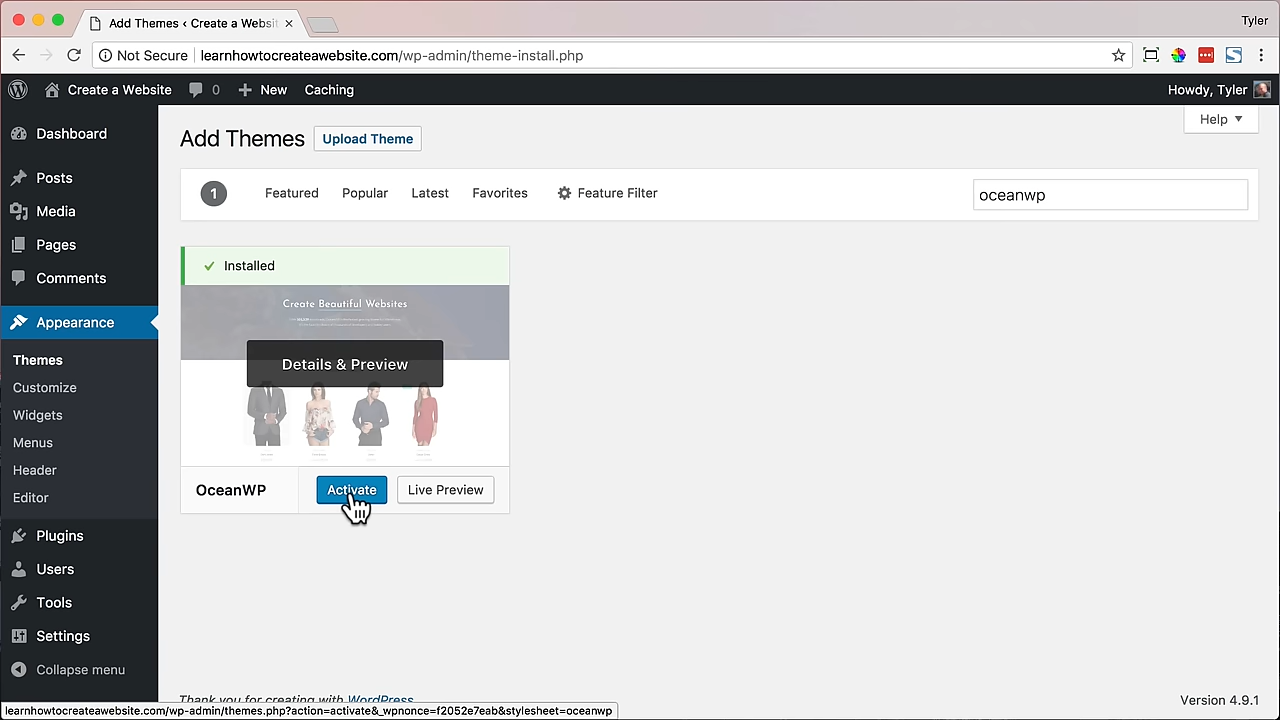 Add Themes ‹ Create a Websit
Tyler
Not Secure learnhowtocreateawebsite.com/wp-admin/theme-install.php
Create a Website 0 New Caching Howdy, Tyler
Help ▼
Dashboard
Posts
Media
Pages
Comments
Appearance
Themes
Customize
Widgets
Menus
Header
Editor
Plugins
Users
Tools
Settings
Collapse menu
Add Themes Upload Theme
1 Featured Popular Latest Favorites Feature Filter oceanwp
Installed
Create Beautiful Websites
Details & Preview
OceanWP Activate Live Preview
Thank you for creating with WordPress Version 4.9.1
learnhowtocreateawebsite.com/wp-admin/themes.php?action=activate&_wpnonce=f2052e7eab&stylesheet=oceanwp